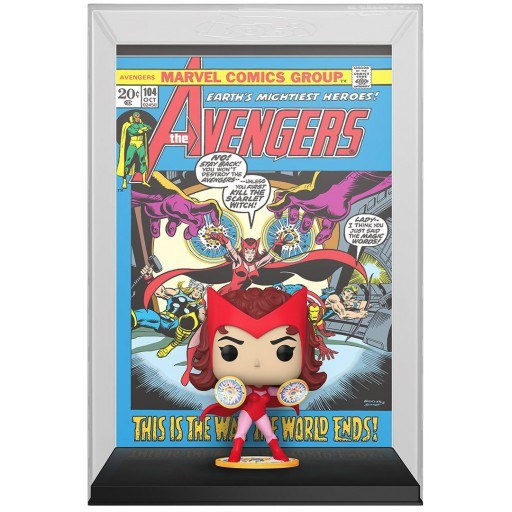 AVENGERS
MARVEL COMICS GROUP
20¢
104
OCT
EARTH'S MIGHTIEST HEROES!
the
AVENGERS
NO!
STAY BACK!
YOU WON'T
DESTROY THE
AVENGERS--
--UNLESS
YOU FIRST
KILL THE
SCARLET
WITCH!
LADY--
I THINK YOU
JUST SAID
THE MAGIC
WORDS!
THIS IS THE WAY THE WORLD ENDS!